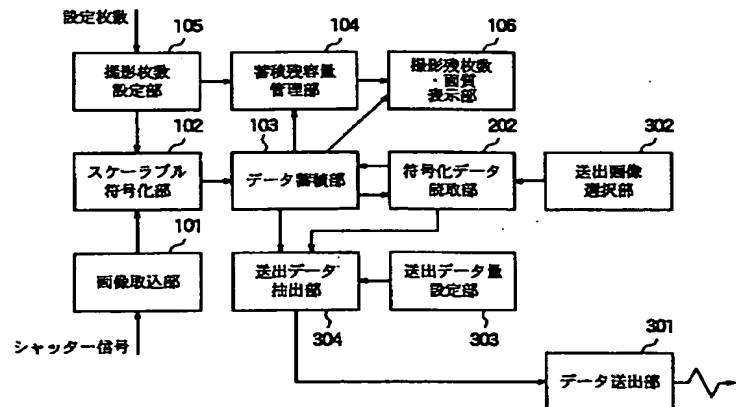 設定枚数
105
撮影枚数
設定部
104
蓄積残容量
管理部
106
撮影残枚数
・画質
表示部
102
スケーラブル
符号化部
103
データ蓄積部
202
符号化データ
読取部
302
送出画像
選択部
101
画像取込部
送出データ
抽出部
304
送出データ量
設定部
303
シャッター信号
301
データ送出部